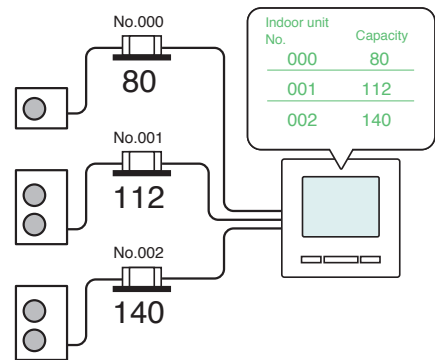 No.000
80
No.001
112
No.002
140
Indoor unit
No. Capacity
000 80
001 112
002 140